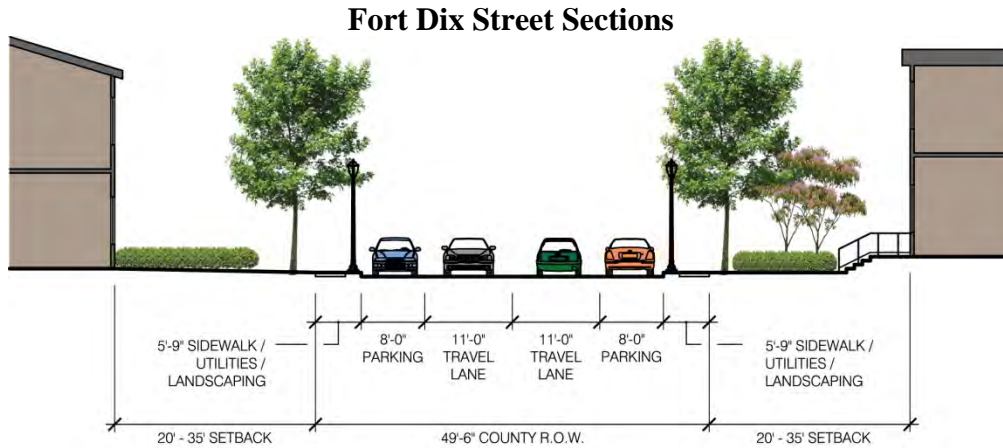 Fort Dix Street Sections
5'-9" SIDEWALK /
UTILITIES /
LANDSCAPING
8'-0"
PARKING
11'-0"
TRAVEL
LANE
11'-0"
TRAVEL
LANE
8'-0"
PARKING
5'-9" SIDEWALK /
UTILITIES /
LANDSCAPING
20' - 35' SETBACK
49'-6" COUNTY R.O.W.
20' - 35' SETBACK